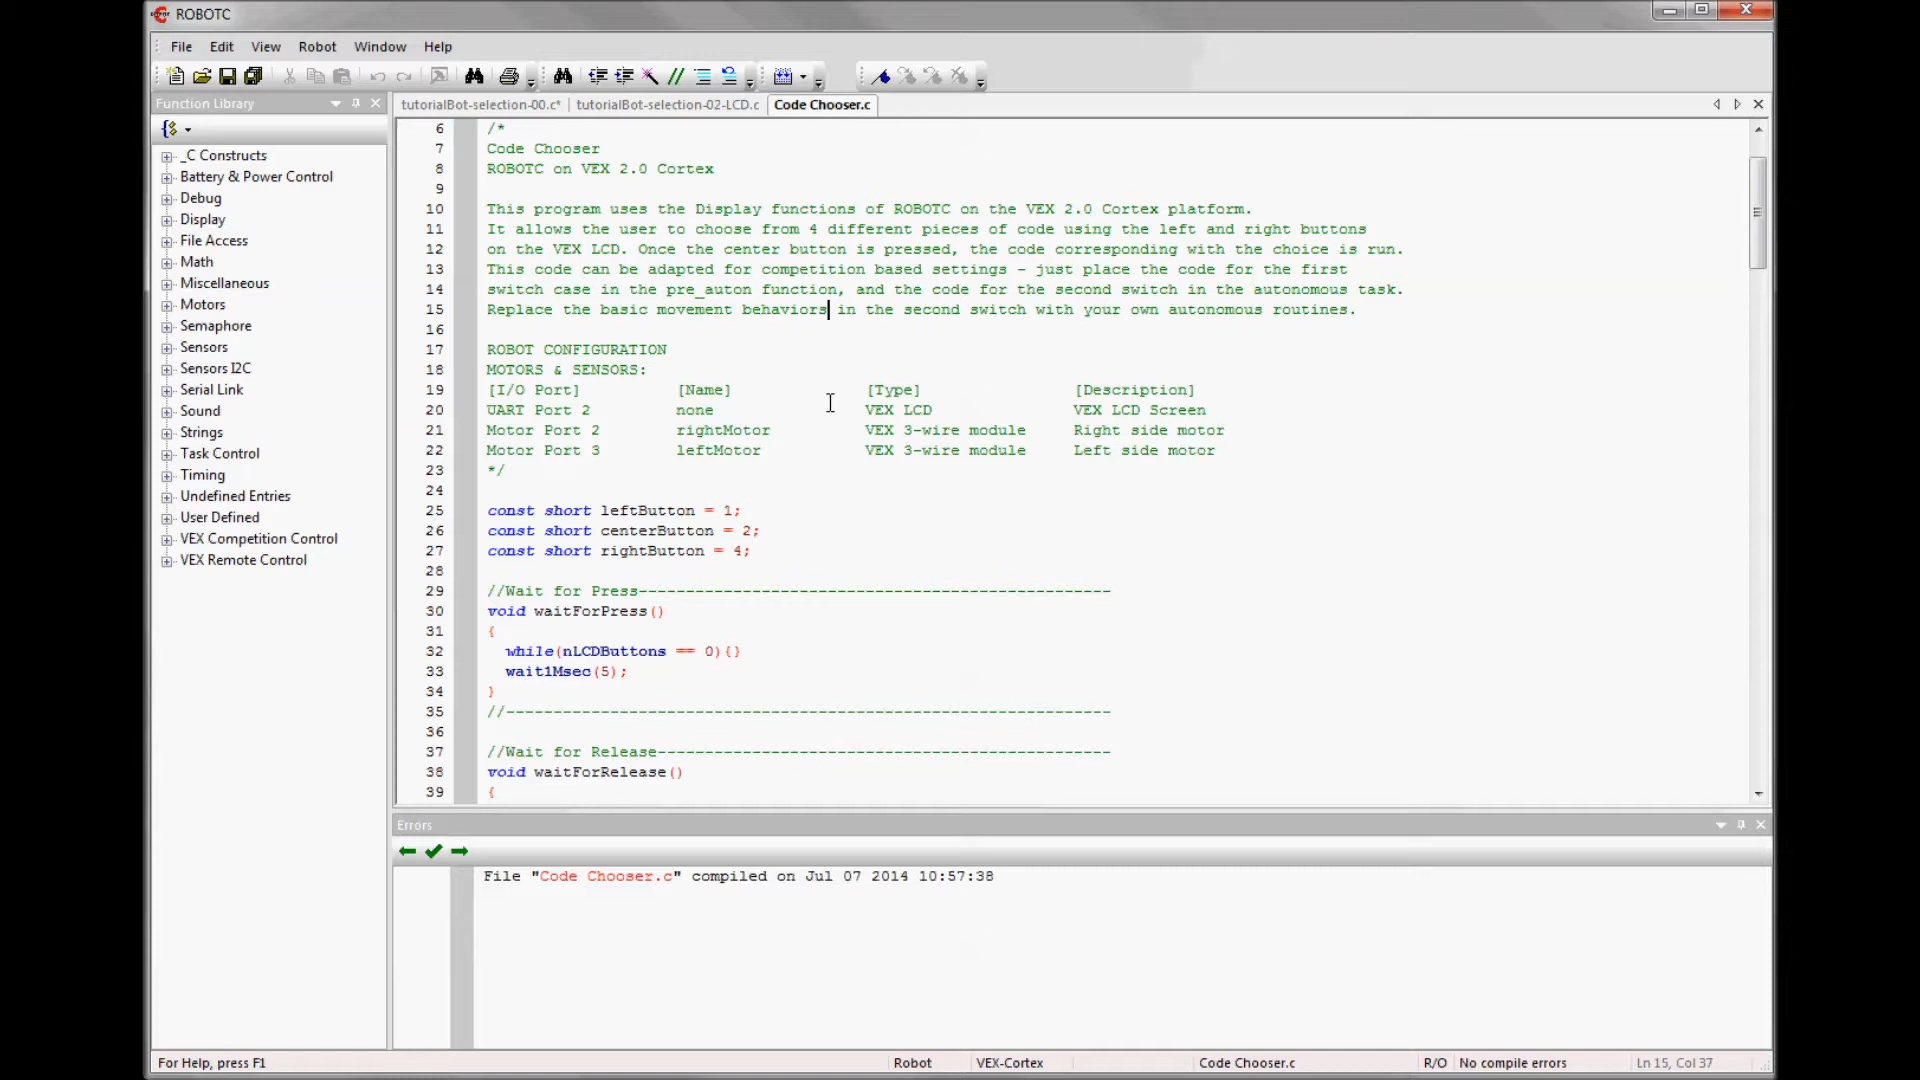 ROBOTC
File Edit View Robot Window Help
Function Library
tutorialBot-selection-00.c* tutorialBot-selection-02-LCD.c Code Chooser.c
_C Constructs
Battery & Power Control
Debug
Display
File Access
Math
Miscellaneous
Motors
Semaphore
Sensors
Sensors I2C
Serial Link
Sound
Strings
Task Control
Timing
Undefined Entries
User Defined
VEX Competition Control
VEX Remote Control
6 /*
7 Code Chooser
8 ROBOTC on VEX 2.0 Cortex
9
10 This program uses the Display functions of ROBOTC on the VEX 2.0 Cortex platform.
11 It allows the user to choose from 4 different pieces of code using the left and right buttons
12 on the VEX LCD. Once the center button is pressed, the code corresponding with the choice is run.
13 This code can be adapted for competition based settings - just place the code for the first
14 switch case in the pre_auton function, and the code for the second switch in the autonomous task.
15 Replace the basic movement behaviors in the second switch with your own autonomous routines.
16
17 ROBOT CONFIGURATION
18 MOTORS & SENSORS:
19 [I/O Port] [Name] [Type] [Description]
20 UART Port 2 none VEX LCD VEX LCD Screen
21 Motor Port 2 rightMotor VEX 3-wire module Right side motor
22 Motor Port 3 leftMotor VEX 3-wire module Left side motor
23 */
24
25 const short leftButton = 1;
26 const short centerButton = 2;
27 const short rightButton = 4;
28
29 //Wait for Press--------------------------------------------------
30 void waitForPress()
31 {
32 while(nLCDButtons == 0){}
33 wait1Msec(5);
34 }
35 //----------------------------------------------------------------
36
37 //Wait for Release------------------------------------------------
38 void waitForRelease()
39 {
Errors
File "Code Chooser.c" compiled on Jul 07 2014 10:57:38
For Help, press F1 Robot VEX-Cortex Code Chooser.c R/O No compile errors Ln 15, Col 37